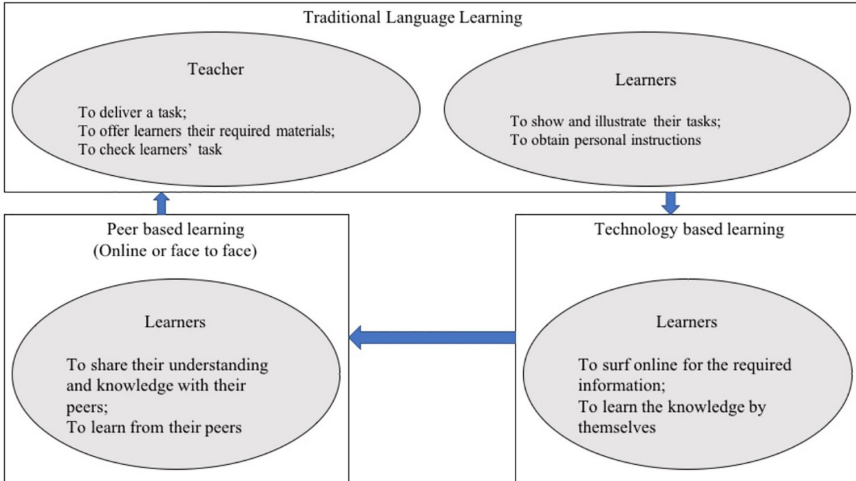 Traditional Language Learning
Teacher
To deliver a task;
To offer learners their required materials;
To check learners' task
Learners
To show and illustrate their tasks;
To obtain personal instructions
Peer based learning
(Online or face to face)
Learners
To share their understanding
and knowledge with their
peers;
To learn from their peers
Technology based learning
Learners
To surf online for the required
information;
To learn the knowledge by
themselves